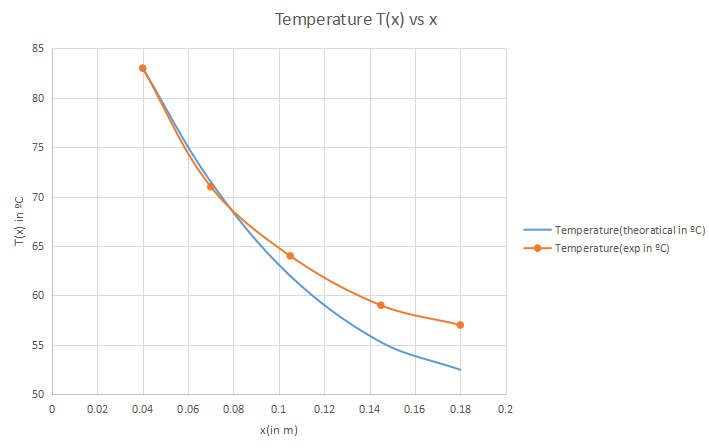 Temperature T(x) vs x
85
80
75
70
65
60
55
50
T(x) in ºC
0 0.02 0.04 0.06 0.08 0.1 0.12 0.14 0.16 0.18 0.2
x(in m)
Temperature(theoratical in ºC)
Temperature(exp in ºC)